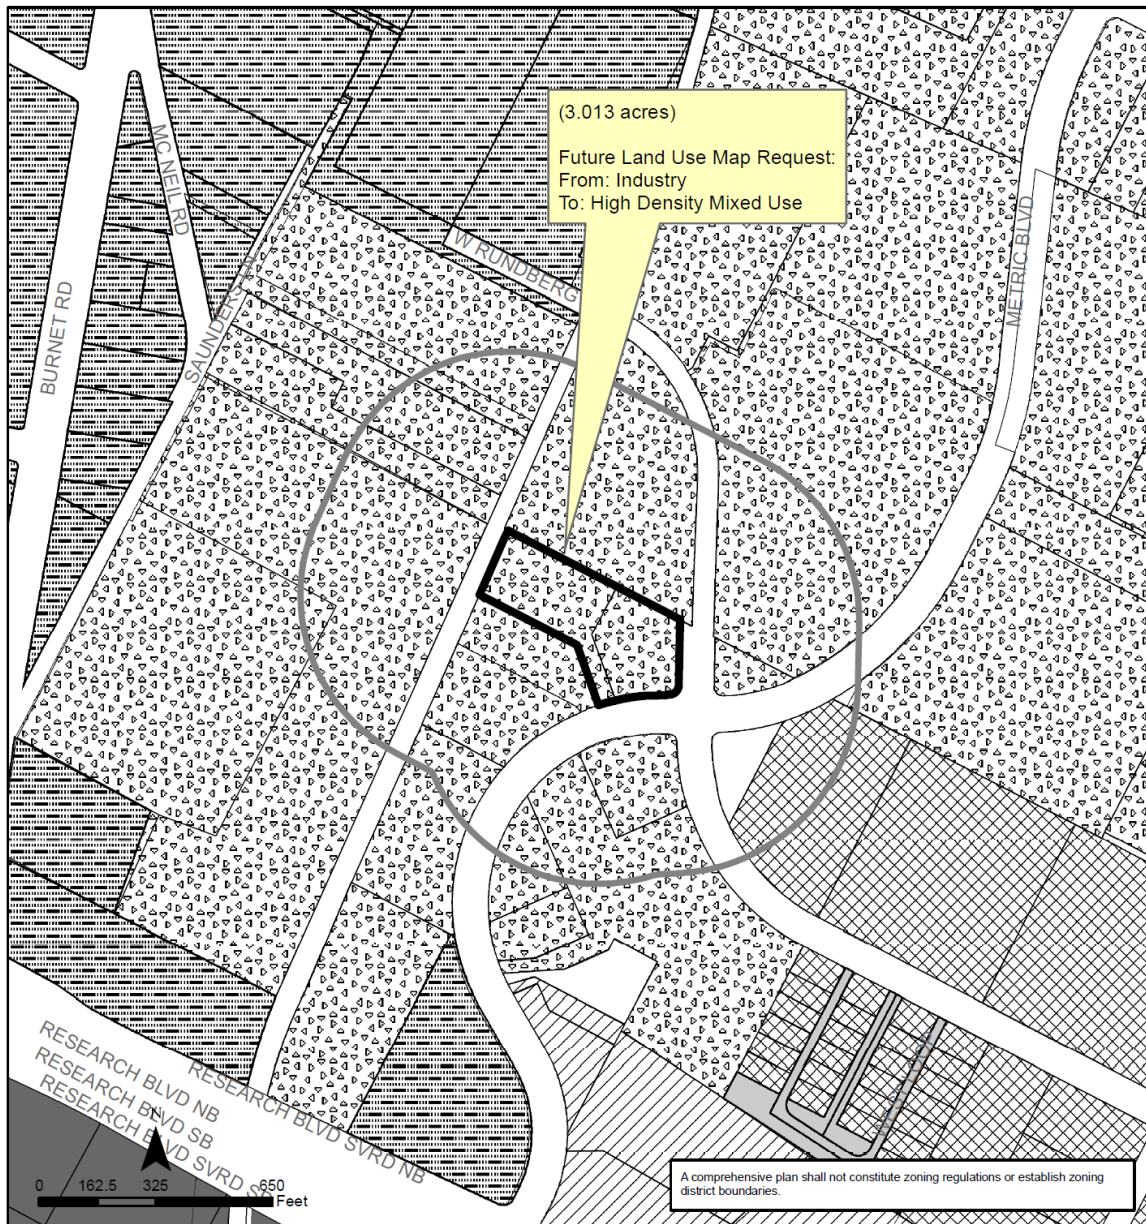 (3.013 acres)
Future Land Use Map Request:
From: Industry
To: High Density Mixed Use
MC NEIL RD
BURNET RD
SAUNDERS LN
W RUNDBERG
METRIC BLVD
RESEARCH BLVD NB
RESEARCH BLVD SB
RESEARCH BLVD SVRD SB
RESEARCH BLVD SVRD NB
N
0 162.5 325 650
Feet
A comprehensive plan shall not constitute zoning regulations or establish zoning
district boundaries.